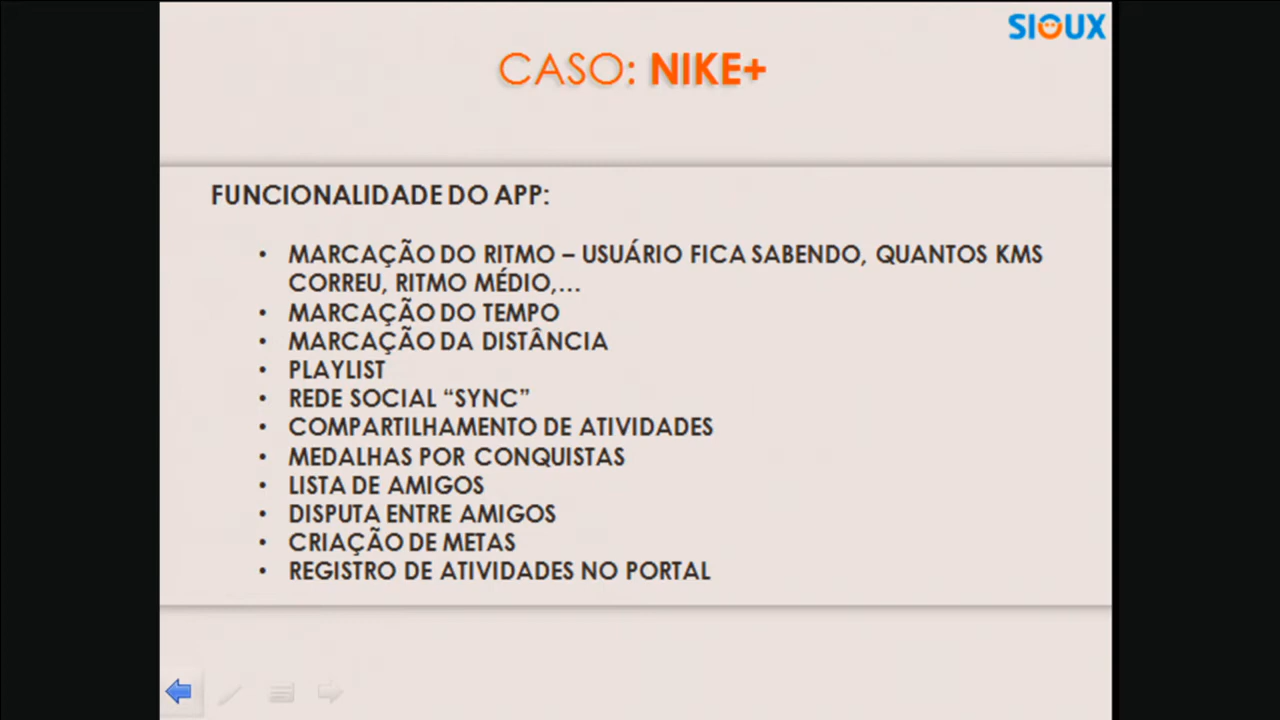 SIOUX
CASO: NIKE+
FUNCIONALIDADE DO APP:
• MARCAÇÃO DO RITMO – USUÁRIO FICA SABENDO, QUANTOS KMS
CORREU, RITMO MÉDIO,...
• MARCAÇÃO DO TEMPO
• MARCAÇÃO DA DISTÂNCIA
• PLAYLIST
• REDE SOCIAL “SYNC”
• COMPARTILHAMENTO DE ATIVIDADES
• MEDALHAS POR CONQUISTAS
• LISTA DE AMIGOS
• DISPUTA ENTRE AMIGOS
• CRIAÇÃO DE METAS
• REGISTRO DE ATIVIDADES NO PORTAL